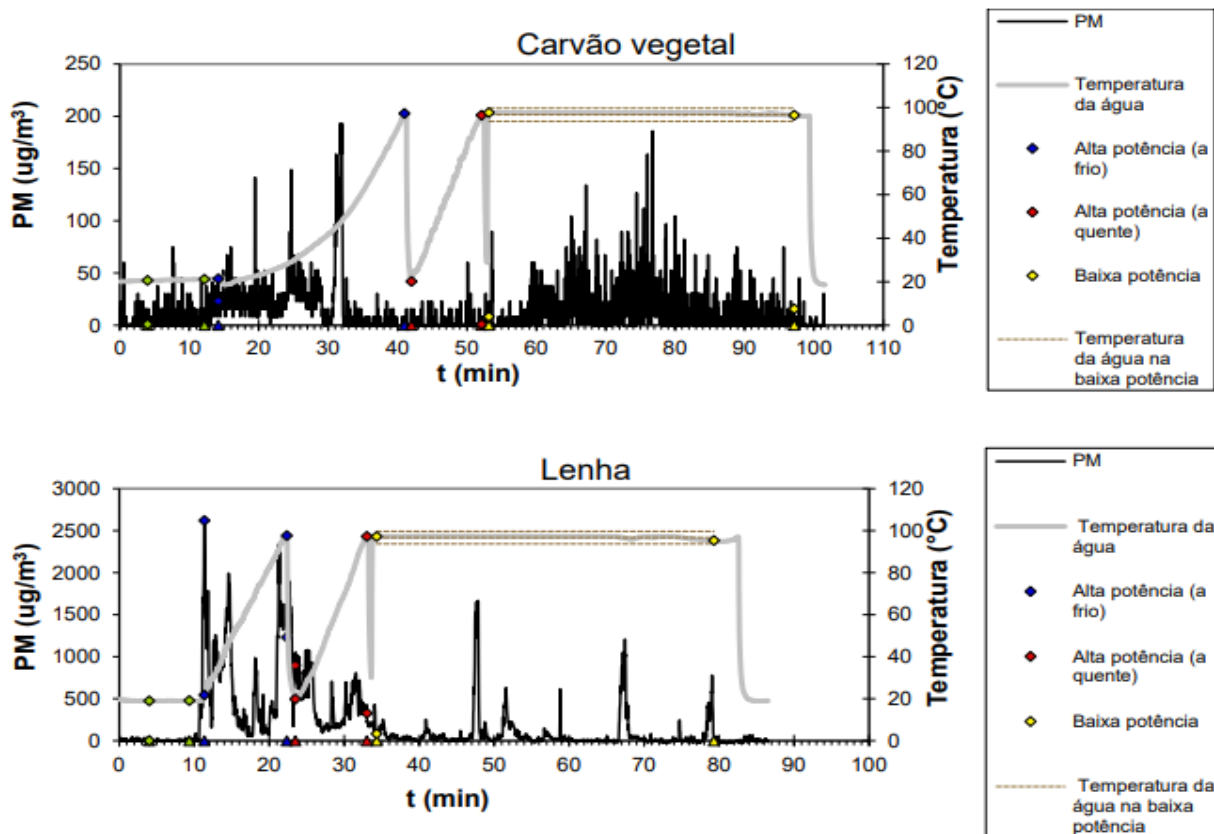 Carvão vegetal
PM (ug/m³)
250
200
150
100
50
0
120
100
80
60
40
20
0
Temperatura (°C)
0 10 20 30 40 50 60 70 80 90 100 110
t (min)
PM
Temperatura
da água
Alta potência (a
frio)
Alta potência (a
quente)
Baixa potência
Temperatura
da água na
baixa potência
Lenha
PM (ug/m³)
3000
2500
2000
1500
1000
500
0
120
100
80
60
40
20
0
Temperatura (°C)
0 10 20 30 40 50 60 70 80 90 100
t (min)
PM
Temperatura da
água
Alta potência (a
frio)
Alta potência (a
quente)
Baixa potência
Temperatura da
água na baixa
potência